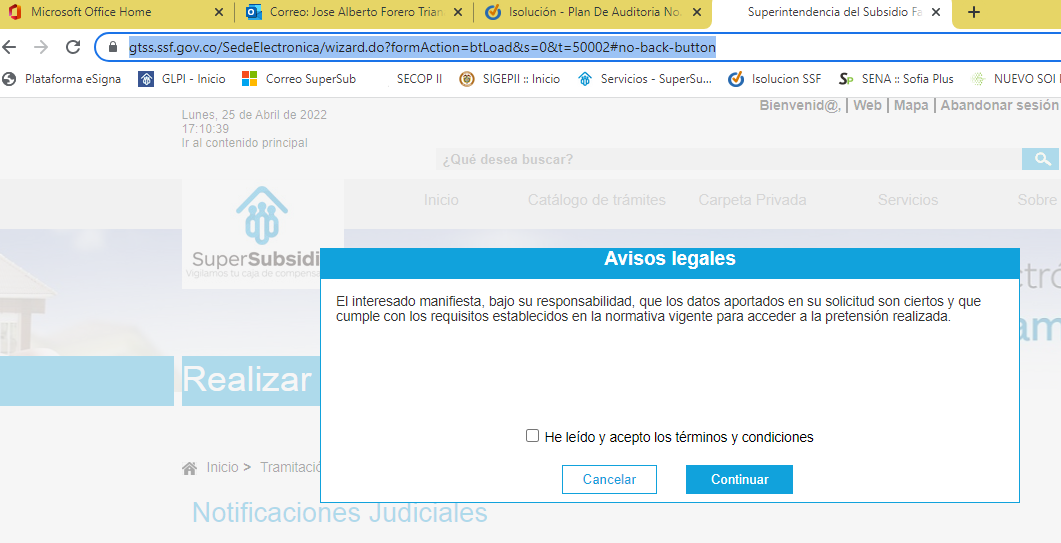 Microsoft Office Home
Correo: Jose Alberto Forero Trian
Isolución - Plan De Auditoria No.
Superintendencia del Subsidio Fa
gtss.ssf.gov.co/SedeElectronica/wizard.do?formAction=btLoad&s=0&t=50002#no-back-button
Plataforma eSigna
GLPI - Inicio
Correo SuperSub
SECOP II
SIGEPII :: Inicio
Servicios - SuperSu...
Isolucion SSF
SENA :: Sofia Plus
NUEVO SOI
Lunes, 25 de Abril de 2022
17:10:39
Ir al contenido principal
Bienvenid@, | Web | Mapa | Abandonar sesión
¿Qué desea buscar?
Inicio
Catálogo de trámites
Carpeta Privada
Servicios
Sobre
SuperSubsidi
Vigilamos tu caja de compensa
Avisos legales
El interesado manifiesta, bajo su responsabilidad, que los datos aportados en su solicitud son ciertos y que
cumple con los requisitos establecidos en la normativa vigente para acceder a la pretensión realizada.
ctró
am
Realizar
He leído y acepto los términos y condiciones
Cancelar
Continuar
Inicio > Tramitació
Notificaciones Judiciales